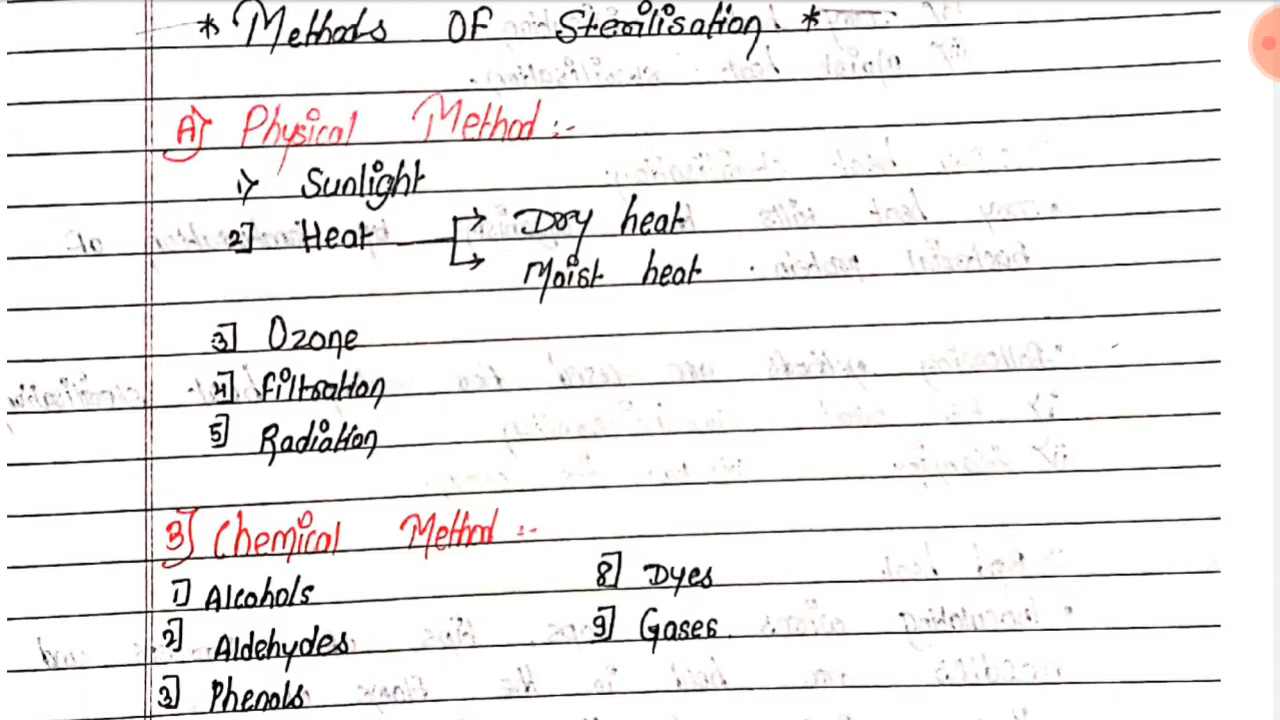 * Methods OF Sterilisation. *
A) Physical Method :-
1) Sunlight
2] Heat → Dry heat
→ Moist heat
3] Ozone
4] Filtration
5] Radiation
B] Chemical Method :-
1] Alcohols 8] Dyes
2] Aldehydes 9] Gases.
3] Phenols